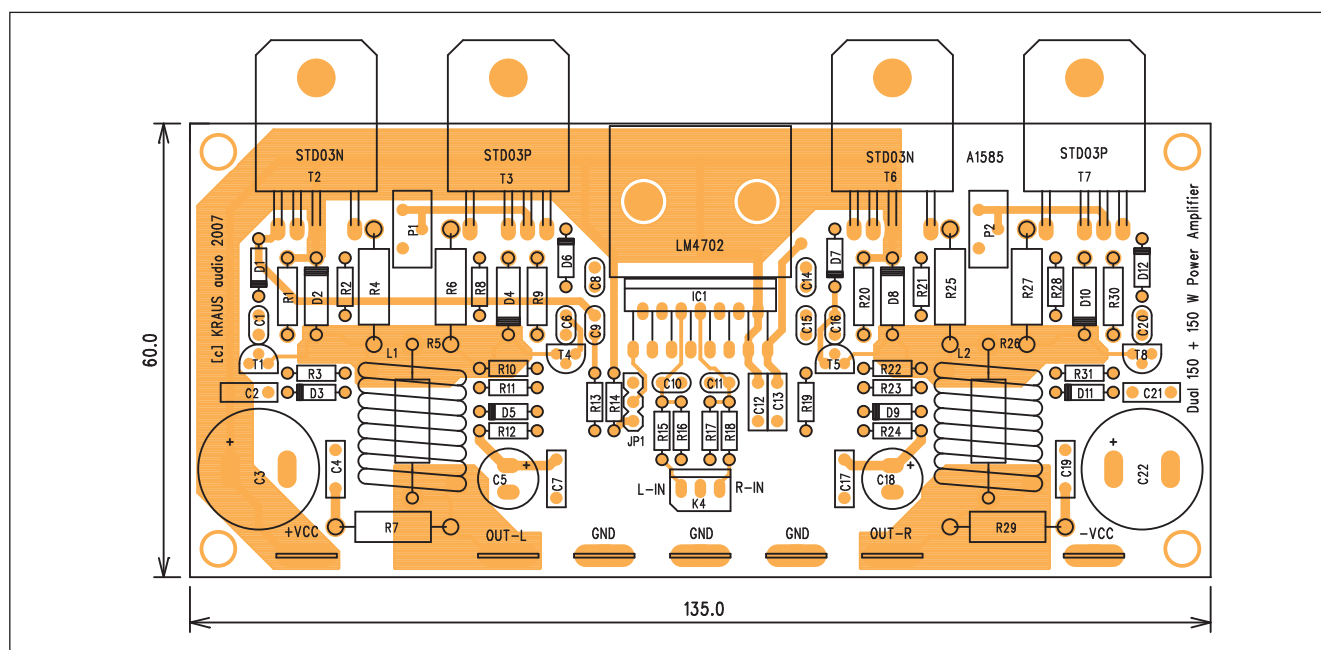 STD03N
T2
STD03P
T3
STD03N
T6
A1585
STD03P
T7
LM4702
IC1
P1
P2
[c] KRAUS audio 2007
Dual 150 + 150 W Power Amplifier
D1
R1
D2
R2
R4
R6
R8
D4
R9
D6
C8
C14
D7
R20
D8
R21
R25
R27
R28
D10
R30
D12
C1
C6
C9
C15
C16
C20
T1
L1
R5
T4
T5
L2
R26
T8
R3
R10
C10
C11
R22
R31
C2
D3
R11
R13
R14
C12
C13
R19
R23
D11
C21
D5
D9
R12
JP1
R15
R16
R17
R18
R24
+
C3
C4
C5
+
C7
L-IN
R-IN
K4
C17
C18
+
C19
C22
+VCC
R7
OUT-L
GND
GND
GND
OUT-R
R29
-VCC
60.0
135.0